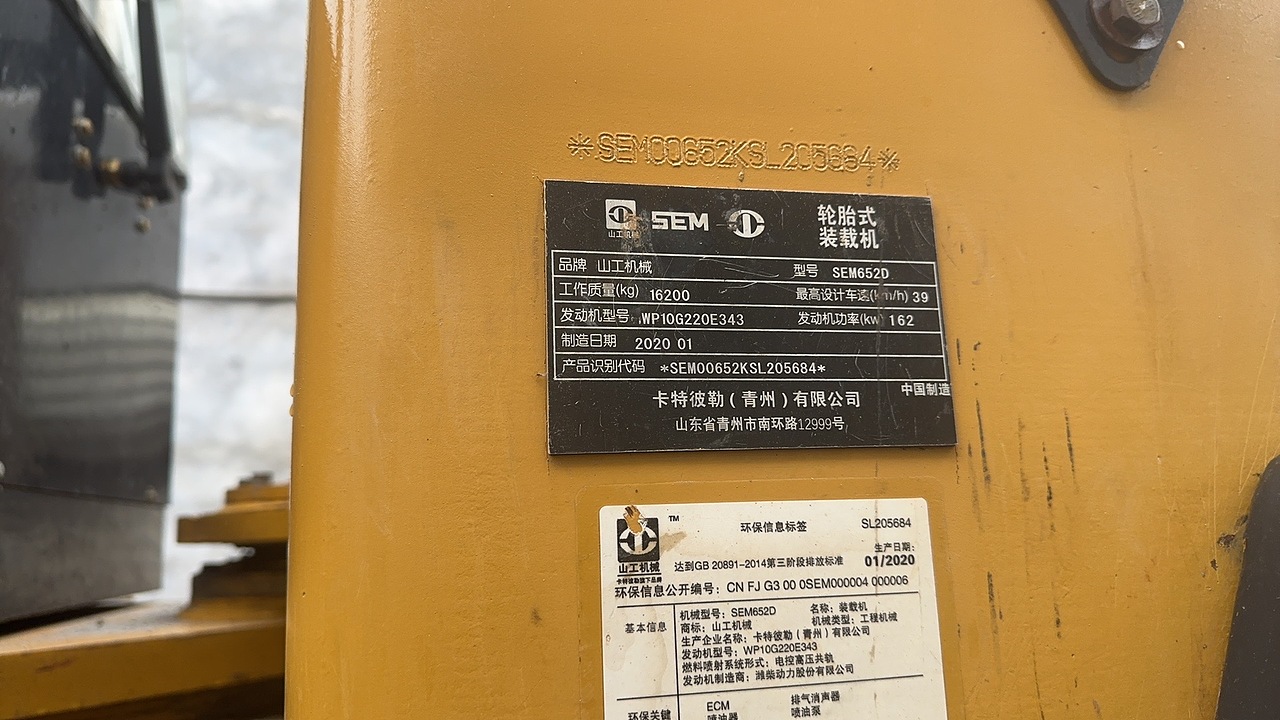 *SEM00652KSL205684*
山工机械 SEM 轮胎式
装载机
品牌 山工机械 型号 SEM652D
工作质量(kg) 16200 最高设计车速(km/h) 39
发动机型号 WP10G220E343 发动机功率(kw) 162
制造日期 2020 01
产品识别代码 *SEM00652KSL205684*
中国制造
卡特彼勒(青州)有限公司
山东省青州市南环路12999号
TM 环保信息标签 SL205684
山工机械
卡特彼勒旗下品牌
达到GB 20891-2014第三阶段排放标准
生产日期:
01/2020
环保信息公开编号: CN FJ G3 00 0SEM000004 000006
基本信息
机械型号: SEM652D 名称: 装载机
商标: 山工机械 机械类型: 工程机械
生产企业名称: 卡特彼勒(青州)有限公司
发动机型号: WP10G220E343
燃料喷射系统形式: 电控高压共轨
发动机制造商: 潍柴动力股份有限公司
环保关键
ECM 排气消声器
喷油器 喷油泵